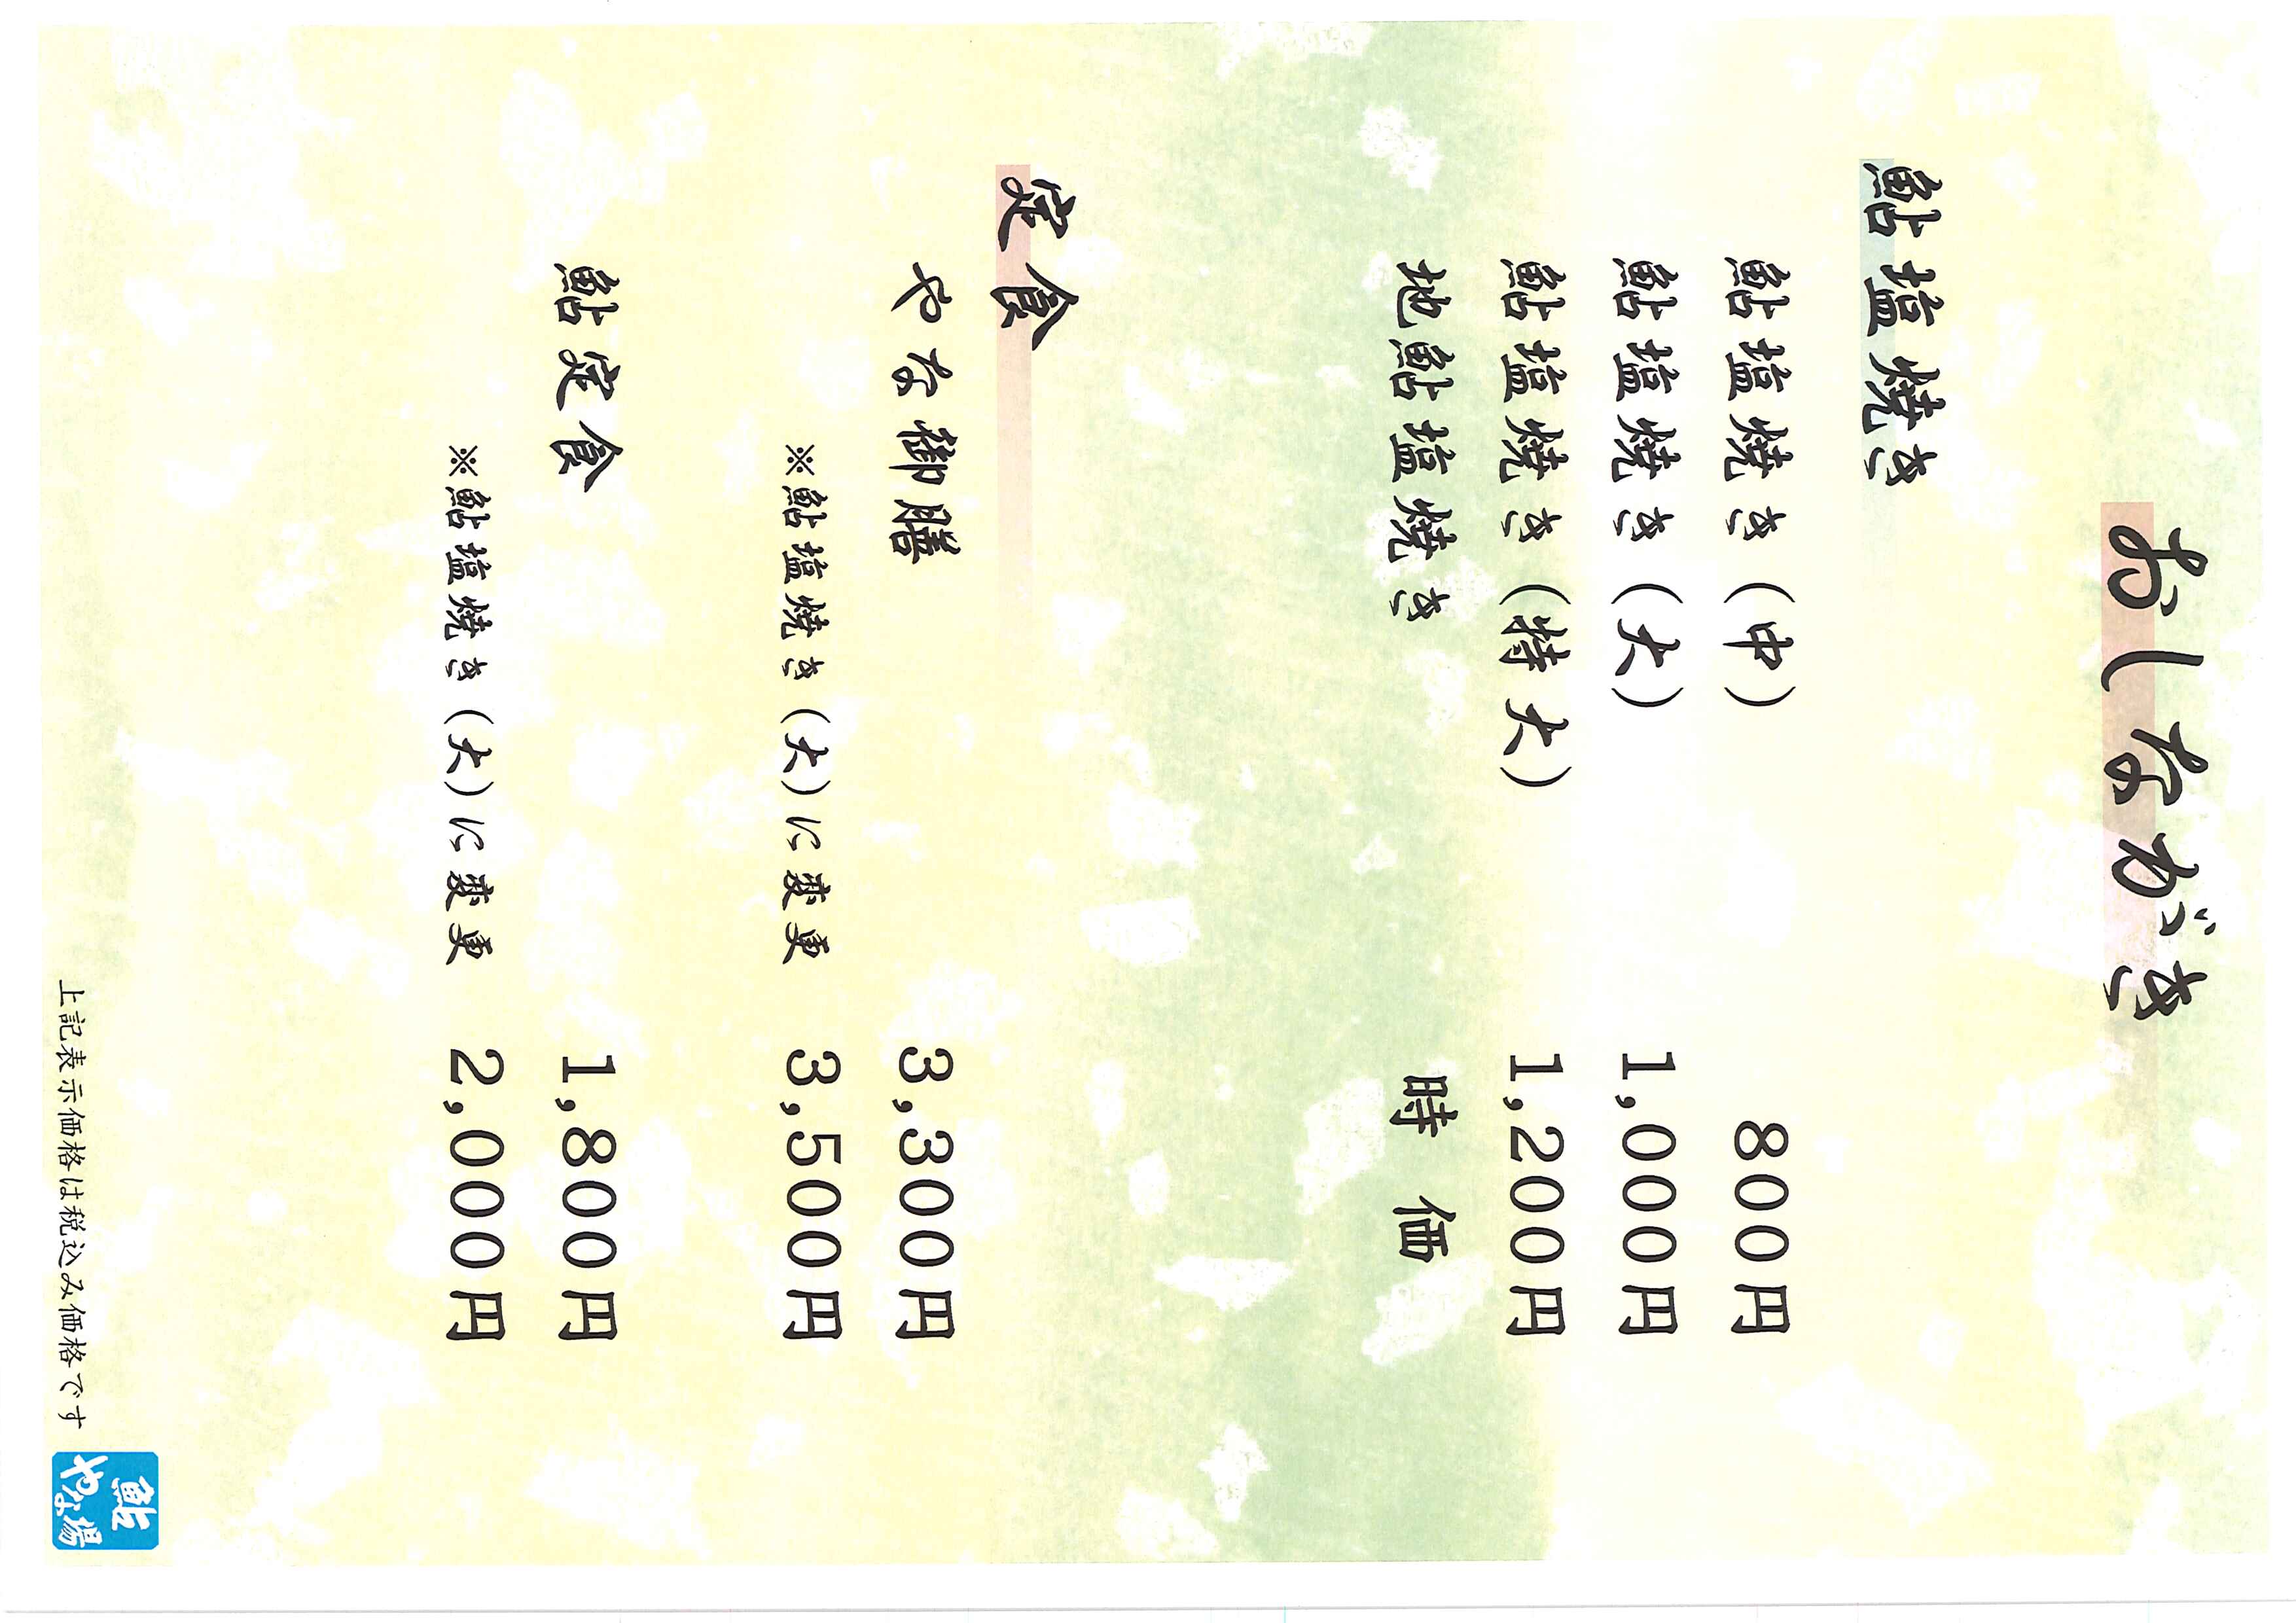 おしながき
鮎塩焼き
鮎塩焼き（中） 800円
鮎塩焼き（大） 1,000円
鮎塩焼き（特大） 1,200円
地鮎塩焼き 時価
定食
やな御膳 3,300円
※鮎塩焼き（大）に変更 3,500円
鮎定食 1,800円
※鮎塩焼き（大）に変更 2,000円
上記表示価格は税込み価格です
鮎
やな場